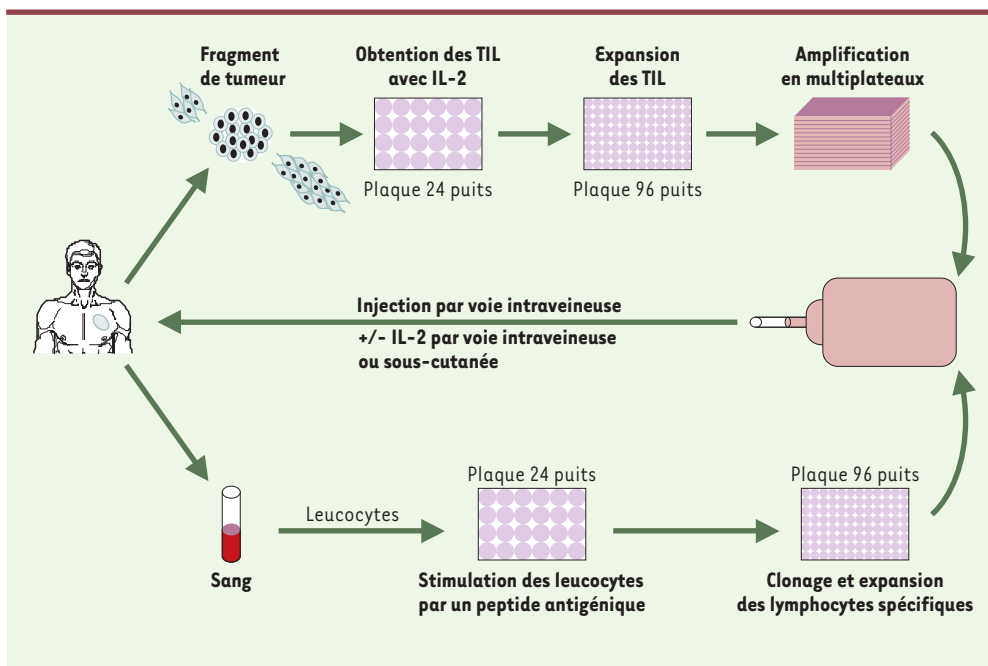 Fragment
de tumeur
Obtention des TIL
avec IL-2
Expansion
des TIL
Amplification
en multiplateaux
Plaque 24 puits
Plaque 96 puits
Injection par voie intraveineuse
+/- IL-2 par voie intraveineuse
ou sous-cutanée
Plaque 24 puits
Plaque 96 puits
Leucocytes
Sang
Stimulation des leucocytes
par un peptide antigénique
Clonage et expansion
des lymphocytes spécifiques